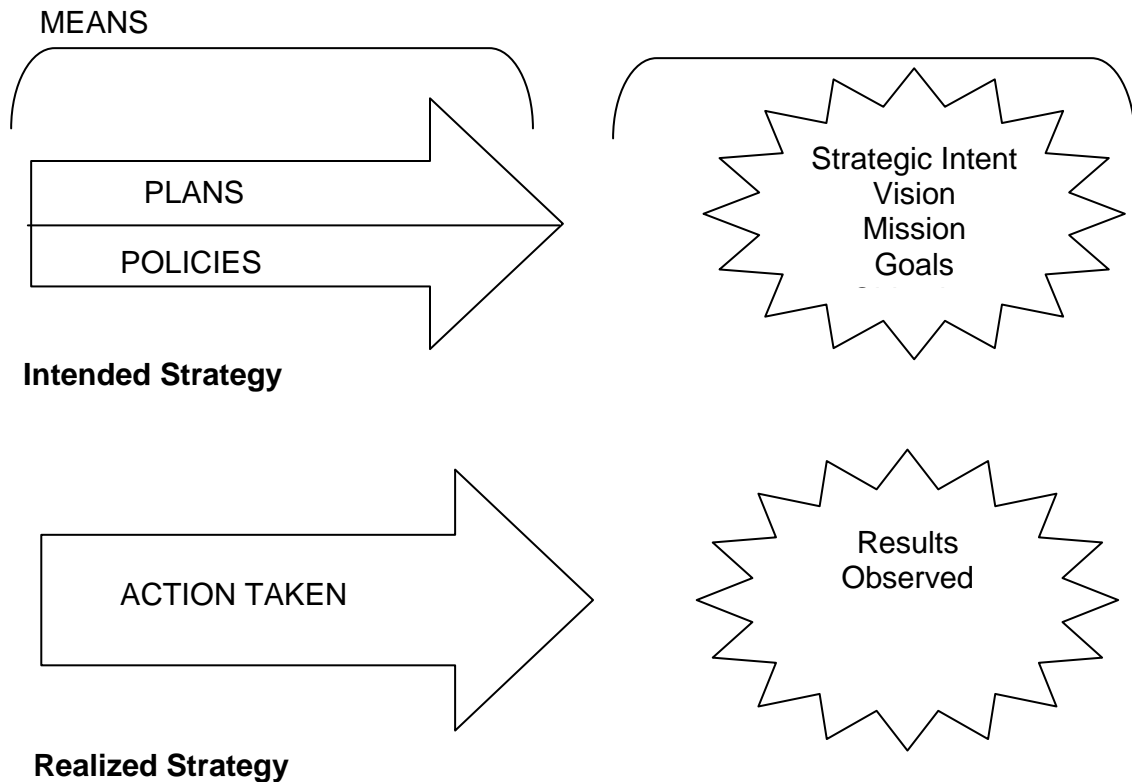 MEANS
PLANS
POLICIES
Strategic Intent
Vision
Mission
Goals
Intended Strategy
ACTION TAKEN
Results
Observed
Realized Strategy